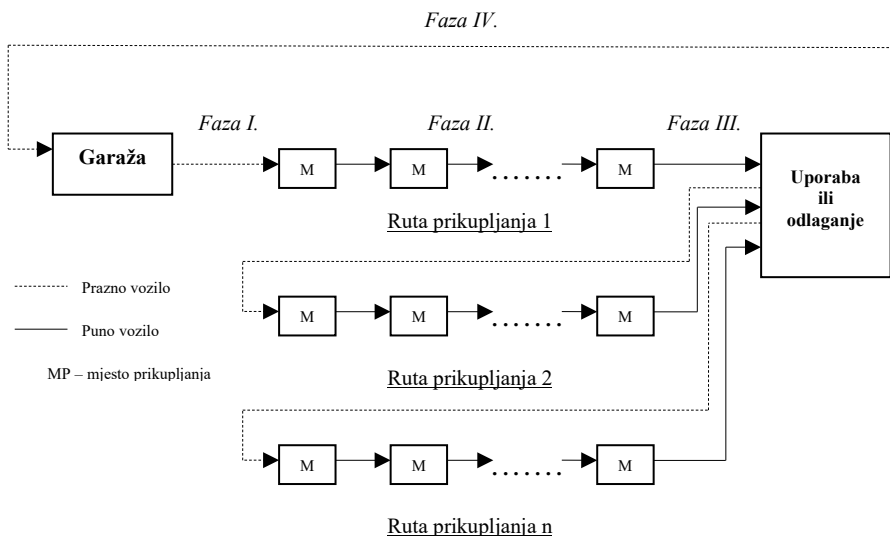 Faza IV.
Faza I.
Faza II.
Faza III.
Garaža
M
M
.......
M
Uporaba
ili
odlaganje
Ruta prikupljanja 1
Prazno vozilo
M
M
.......
M
Puno vozilo
MP – mjesto prikupljanja
Ruta prikupljanja 2
M
M
.......
M
Ruta prikupljanja n